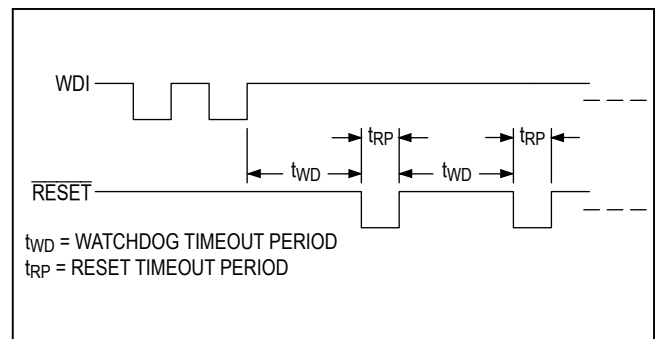 WDI
tRP tRP
tWD tWD
RESET
tWD = WATCHDOG TIMEOUT PERIOD
tRP = RESET TIMEOUT PERIOD